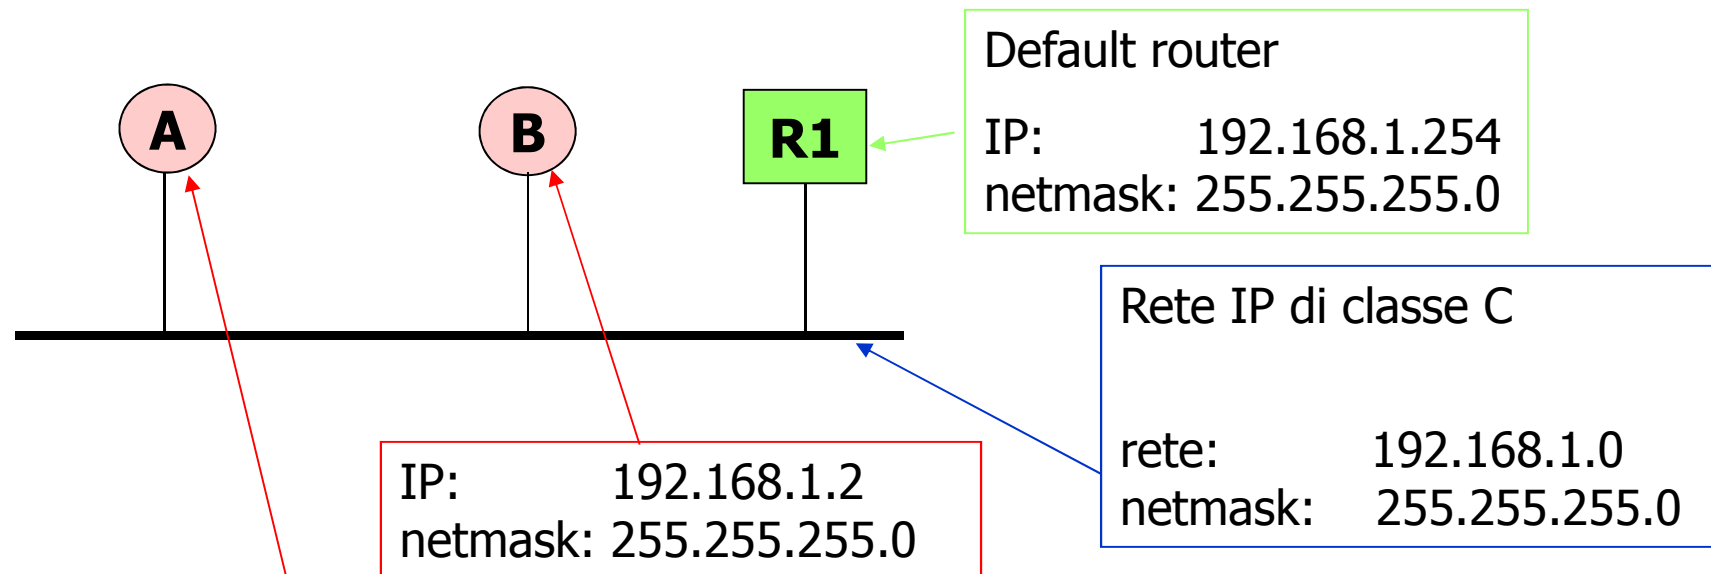 Default router
A
B
R1
IP: 192.168.1.254
netmask: 255.255.255.0
Rete IP di classe C
rete: 192.168.1.0
netmask: 255.255.255.0
IP: 192.168.1.2
netmask: 255.255.255.0